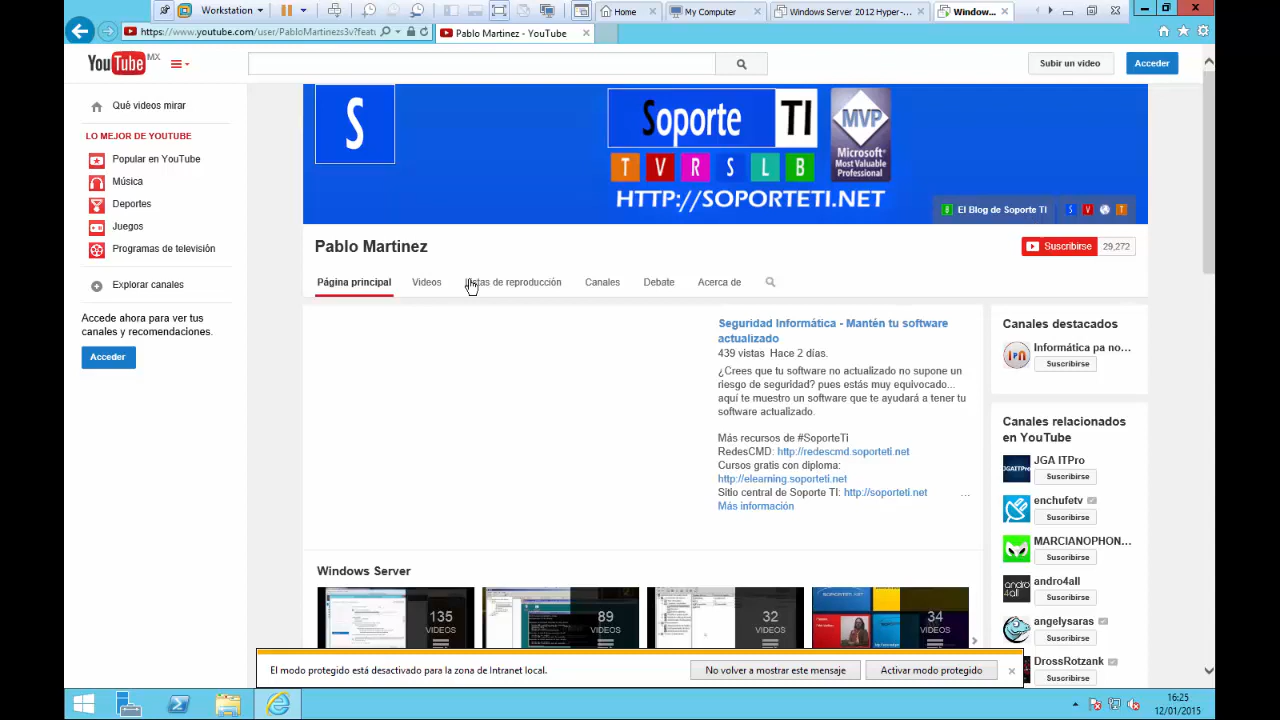 Workstation
Home
My Computer
Windows Server 2012 Hyper-...
Window...
https://www.youtube.com/user/PabloMartinezs3v?featu
Pablo Martinez - YouTube
YouTube MX
Subir un video
Acceder
Qué videos mirar
LO MEJOR DE YOUTUBE
Popular en YouTube
Música
Deportes
Juegos
Programas de televisión
Explorar canales
Accede ahora para ver tus
canales y recomendaciones.
Acceder
S
Soporte TI
T V R S L B
HTTP://SOPORTETI.NET
MVP
Microsoft®
Most Valuable
Professional
El Blog de Soporte TI
S V T
Pablo Martinez
Suscribirse 29,272
Página principal
Videos
de reproducción
Canales
Debate
Acerca de
Seguridad Informática - Mantén tu software
actualizado
439 vistas Hace 2 días.
¿Crees que tu software no actualizado no supone un
riesgo de seguridad? pues estás muy equivocado...
aquí te muestro un software que te ayudará a tener tu
software actualizado.
Más recursos de #SoporteTi
RedesCMD: http://redescmd.soporteti.net
Cursos gratis con diploma:
http://elearning.soporteti.net
Sitio central de Soporte TI: http://soporteti.net ...
Más información
Canales destacados
Informática pa no...
Suscribirse
Canales relacionados
en YouTube
JGA ITPro
Suscribirse
enchufetv
Suscribirse
MARCIANOPHON...
Suscribirse
andro4all
Suscribirse
angelysaras
Suscribirse
DrossRotzank
Suscribirse
Windows Server
135
VIDEOS
89
VIDEOS
32
VIDEOS
34
VIDEOS
El modo protegido está desactivado para la zona de Intranet local.
No volver a mostrar este mensaje
Activar modo protegido
16:25
12/01/2015